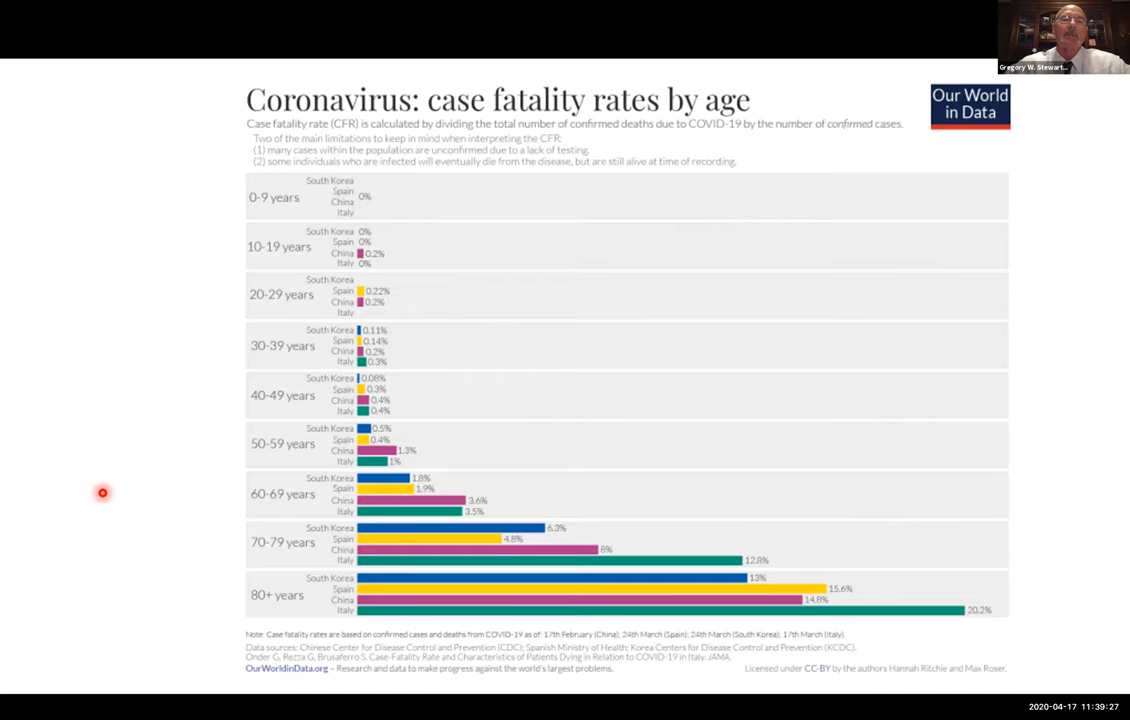 Gregory W. Stewart...
Coronavirus: case fatality rates by age
Our World
in Data
Case fatality rate (CFR) is calculated by dividing the total number of confirmed deaths due to COVID-19 by the number of confirmed cases.
Two of the main limitations to keep in mind when interpreting the CFR:
(1) many cases within the population are unconfirmed due to a lack of testing.
(2) some individuals who are infected will eventually die from the disease, but are still alive at time of recording.
0-9 years
South Korea
Spain
China
Italy
0%
10-19 years
South Korea 0%
Spain 0%
China 0.2%
Italy 0%
20-29 years
South Korea
Spain 0.22%
China 0.2%
Italy
30-39 years
South Korea 0.11%
Spain 0.14%
China 0.2%
Italy 0.3%
40-49 years
South Korea 0.08%
Spain 0.3%
China 0.4%
Italy 0.4%
50-59 years
South Korea 0.5%
Spain 0.4%
China 1.3%
Italy 1%
60-69 years
South Korea 1.8%
Spain 1.9%
China 3.6%
Italy 3.5%
70-79 years
South Korea 6.3%
Spain 4.8%
China 8%
Italy 12.8%
80+ years
South Korea 13%
Spain 15.6%
China 14.8%
Italy 20.2%
Note: Case fatality rates are based on confirmed cases and deaths from COVID-19 as of: 17th February (China); 24th March (Spain); 24th March (South Korea); 17th March (Italy).
Data sources: Chinese Center for Disease Control and Prevention (CCDC); Spanish Ministry of Health; Korea Centers for Disease Control and Prevention (KCDC).
Onder G, Rezza G, Brusaferro S. Case-Fatality Rate and Characteristics of Patients Dying in Relation to COVID-19 in Italy. JAMA.
OurWorldinData.org – Research and data to make progress against the world's largest problems.
Licensed under CC-BY by the authors Hannah Ritchie and Max Roser.
2020-04-17 11:39:27